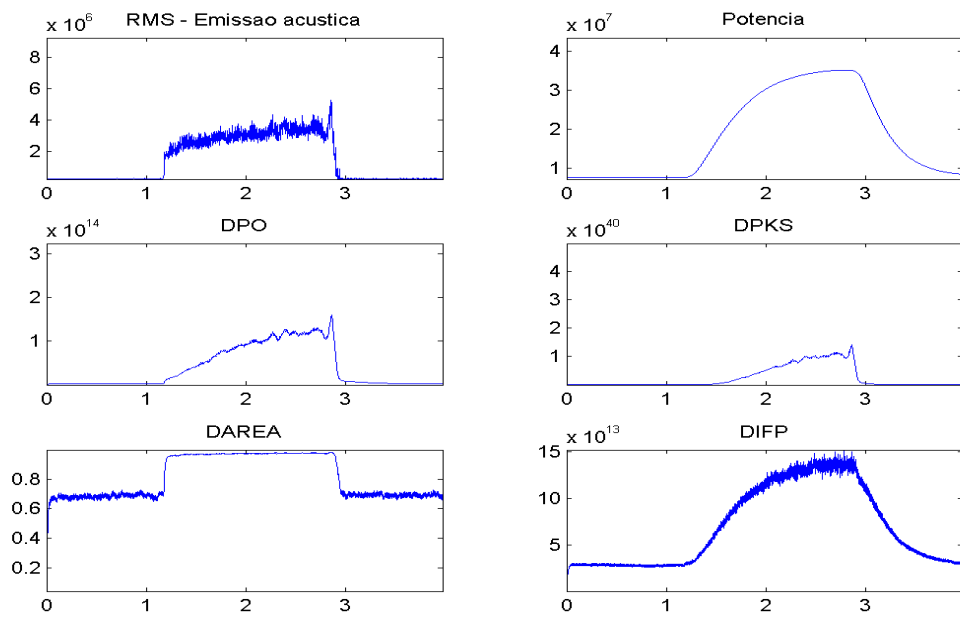 RMS - Emissao acustica
x 10^6
8
6
4
2
0 1 2 3
Potencia
x 10^7
4
3
2
1
0 1 2 3
DPO
x 10^14
3
2
1
0 1 2 3
DPKS
x 10^40
4
3
2
1
0 1 2 3
DAREA
0.8
0.6
0.4
0.2
0 1 2 3
DIFP
x 10^13
15
10
5
0 1 2 3